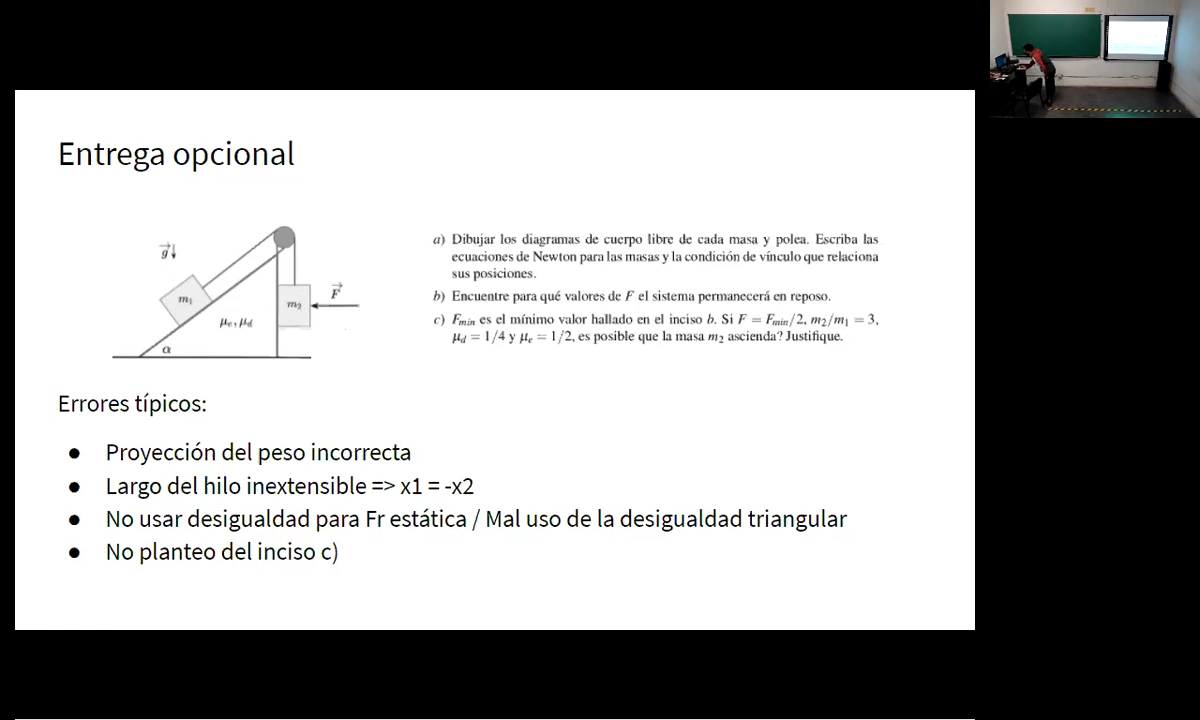 Entrega opcional
g
m1
m2
F
μe, μd
α
a) Dibujar los diagramas de cuerpo libre de cada masa y polea. Escriba las
ecuaciones de Newton para las masas y la condición de vínculo que relaciona
sus posiciones.
b) Encuentre para qué valores de F el sistema permanecerá en reposo.
c) Fmin es el mínimo valor hallado en el inciso b. Si F = Fmin/2, m2/m1 = 3,
μd = 1/4 y μe = 1/2, es posible que la masa m2 ascienda? Justifique.
Errores típicos:
● Proyección del peso incorrecta
● Largo del hilo inextensible => x1 = -x2
● No usar desigualdad para Fr estática / Mal uso de la desigualdad triangular
● No planteo del inciso c)